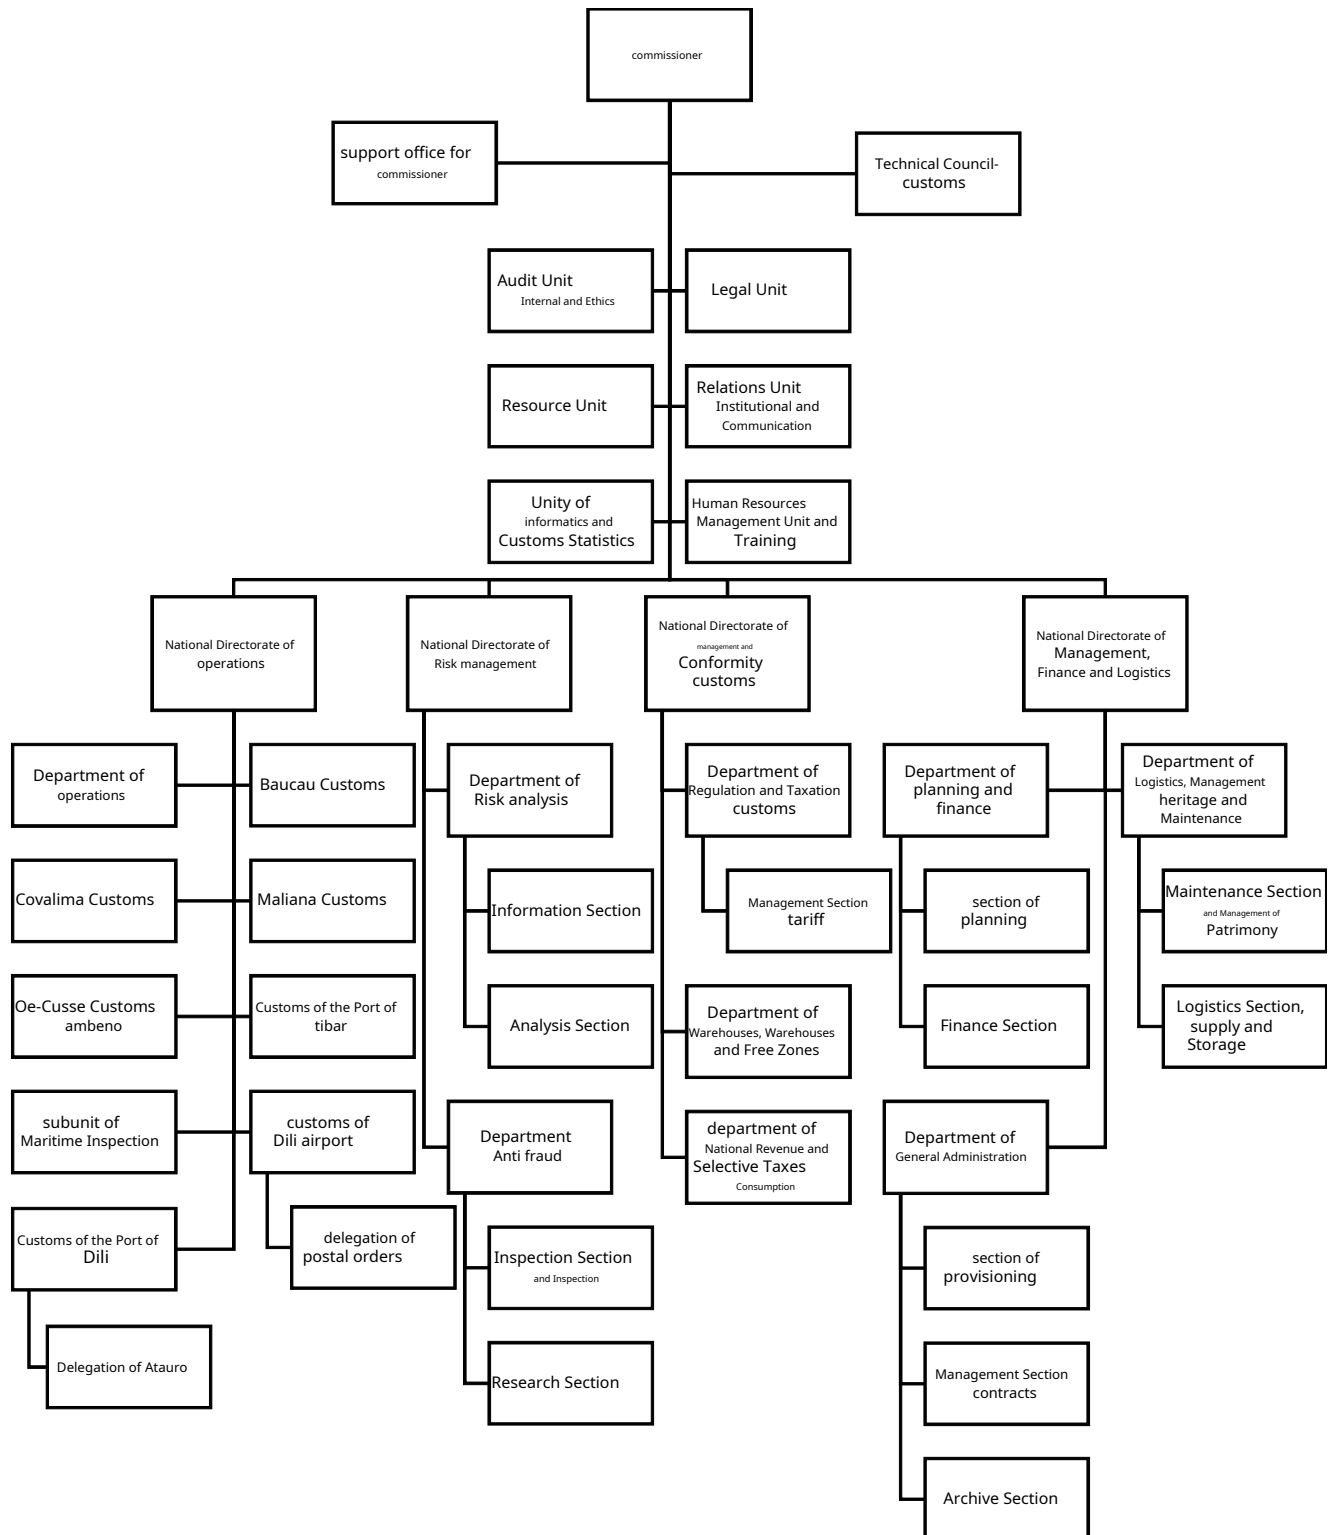 commissioner
support office for
commissioner
Technical Council-
customs
Audit Unit
Internal and Ethics
Legal Unit
Resource Unit
Relations Unit
Institutional and
Communication
Unity of
informatics and
Customs Statistics
Human Resources
Management Unit and
Training
National Directorate of
operations
National Directorate of
Risk management
National Directorate of
management and
Conformity
customs
National Directorate of
Management,
Finance and Logistics
Department of
operations
Baucau Customs
Covalima Customs
Maliana Customs
Oe-Cusse Customs
ambeno
Customs of the Port of
tibar
subunit of
Maritime Inspection
customs of
Dili airport
Customs of the Port of
Dili
delegation of
postal orders
Delegation of Atauro
Department of
Risk analysis
Information Section
Analysis Section
Department
Anti fraud
Inspection Section
and Inspection
Research Section
Department of
Regulation and Taxation
customs
Management Section
tariff
Department of
Warehouses, Warehouses
and Free Zones
department of
National Revenue and
Selective Taxes
Consumption
Department of
planning and
finance
section of
planning
Finance Section
Department of
General Administration
section of
provisioning
Management Section
contracts
Archive Section
Department of
Logistics, Management
heritage and
Maintenance
Maintenance Section
and Management of
Patrimony
Logistics Section,
supply and
Storage